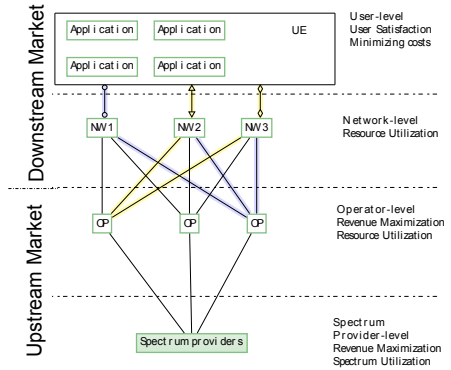 Downstream Market
Upstream Market
Application
Application
UE
Application
Application
User-level
User Satisfaction
Minimizing costs
NW1
NW2
NW3
Network-level
Resource Utilization
OP
OP
OP
Operator-level
Revenue Maximization
Resource Utilization
Spectrum providers
Spectrum
Provider-level
Revenue Maximization
Spectrum Utilization